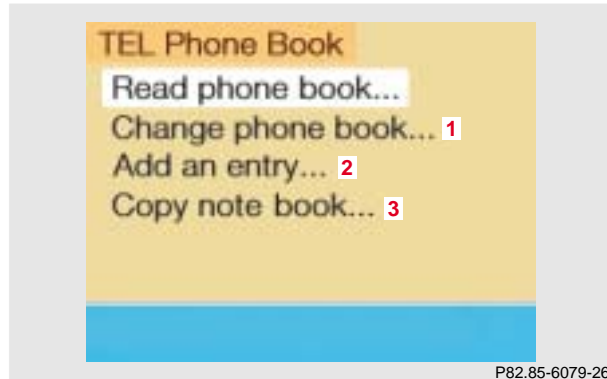 TEL Phone Book
Read phone book...
Change phone book... 1
Add an entry... 2
Copy note book... 3
P82.85-6079-26